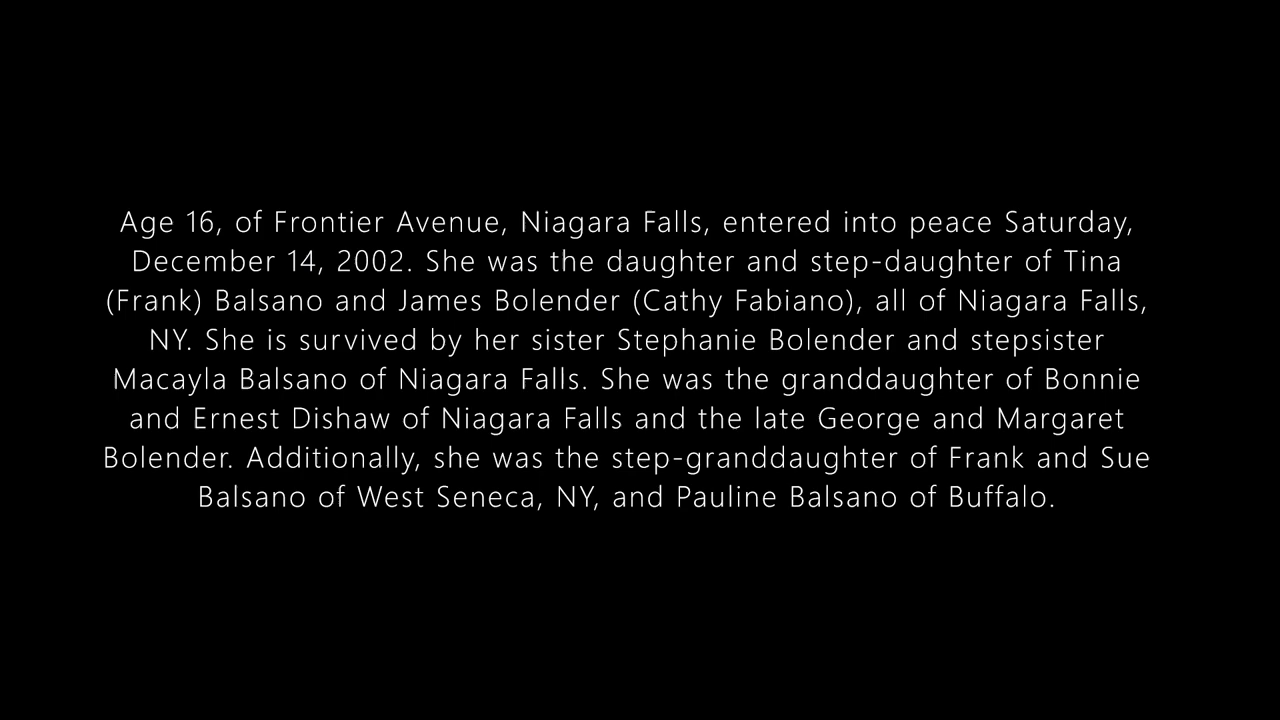 Age 16, of Frontier Avenue, Niagara Falls, entered into peace Saturday,
December 14, 2002. She was the daughter and step-daughter of Tina
(Frank) Balsano and James Bolender (Cathy Fabiano), all of Niagara Falls,
NY. She is survived by her sister Stephanie Bolender and stepsister
Macayla Balsano of Niagara Falls. She was the granddaughter of Bonnie
and Ernest Dishaw of Niagara Falls and the late George and Margaret
Bolender. Additionally, she was the step-granddaughter of Frank and Sue
Balsano of West Seneca, NY, and Pauline Balsano of Buffalo.